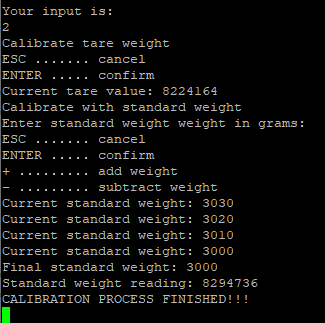 Your input is:
2
Calibrate tare weight
ESC ....... cancel
ENTER ..... confirm
Current tare value: 8224164
Calibrate with standard weight
Enter standard weight weight in grams:
ESC ....... cancel
ENTER ..... confirm
+ ......... add weight
- ......... subtract weight
Current standard weight: 3030
Current standard weight: 3020
Current standard weight: 3010
Current standard weight: 3000
Final standard weight: 3000
Standard weight reading: 8294736
CALIBRATION PROCESS FINISHED!!!